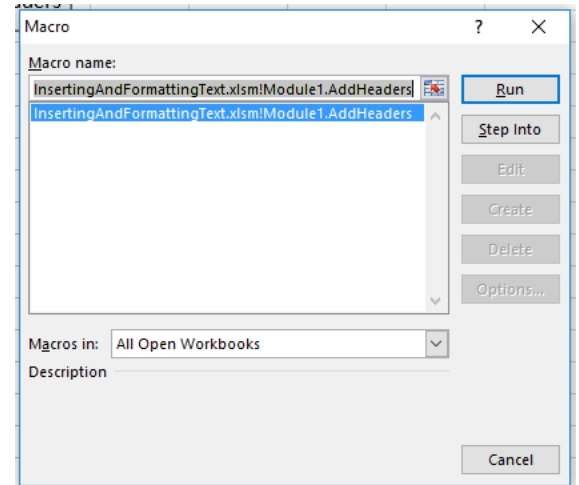 Macro ? X
Macro name:
InsertingAndFormattingText.xlsm!Module1.AddHeaders
Run
InsertingAndFormattingText.xlsm!Module1.AddHeaders
Step Into
Edit
Create
Delete
Options...
Macros in: All Open Workbooks
Description
Cancel